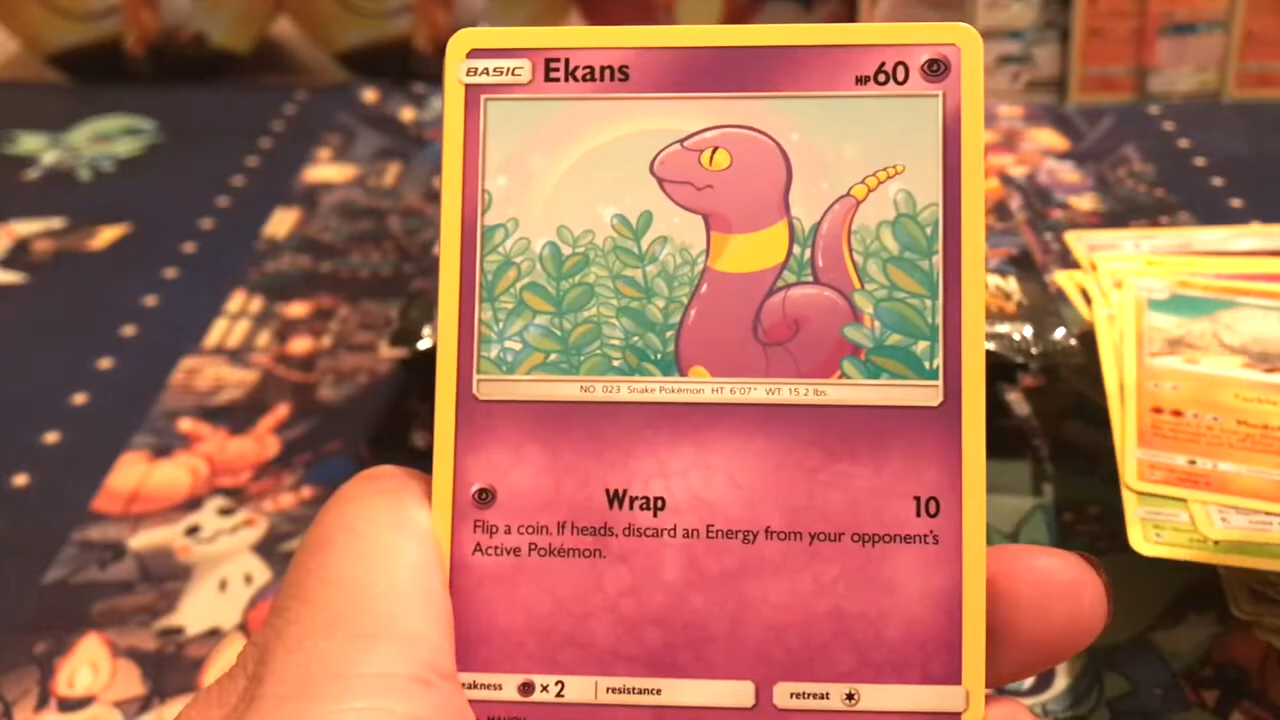 BASIC Ekans HP60
NO 023 Snake Pokémon HT 6'07" WT: 15.2 lbs.
Wrap 10
Flip a coin. If heads, discard an Energy from your opponent's
Active Pokémon.
eakness ×2 resistance retreat